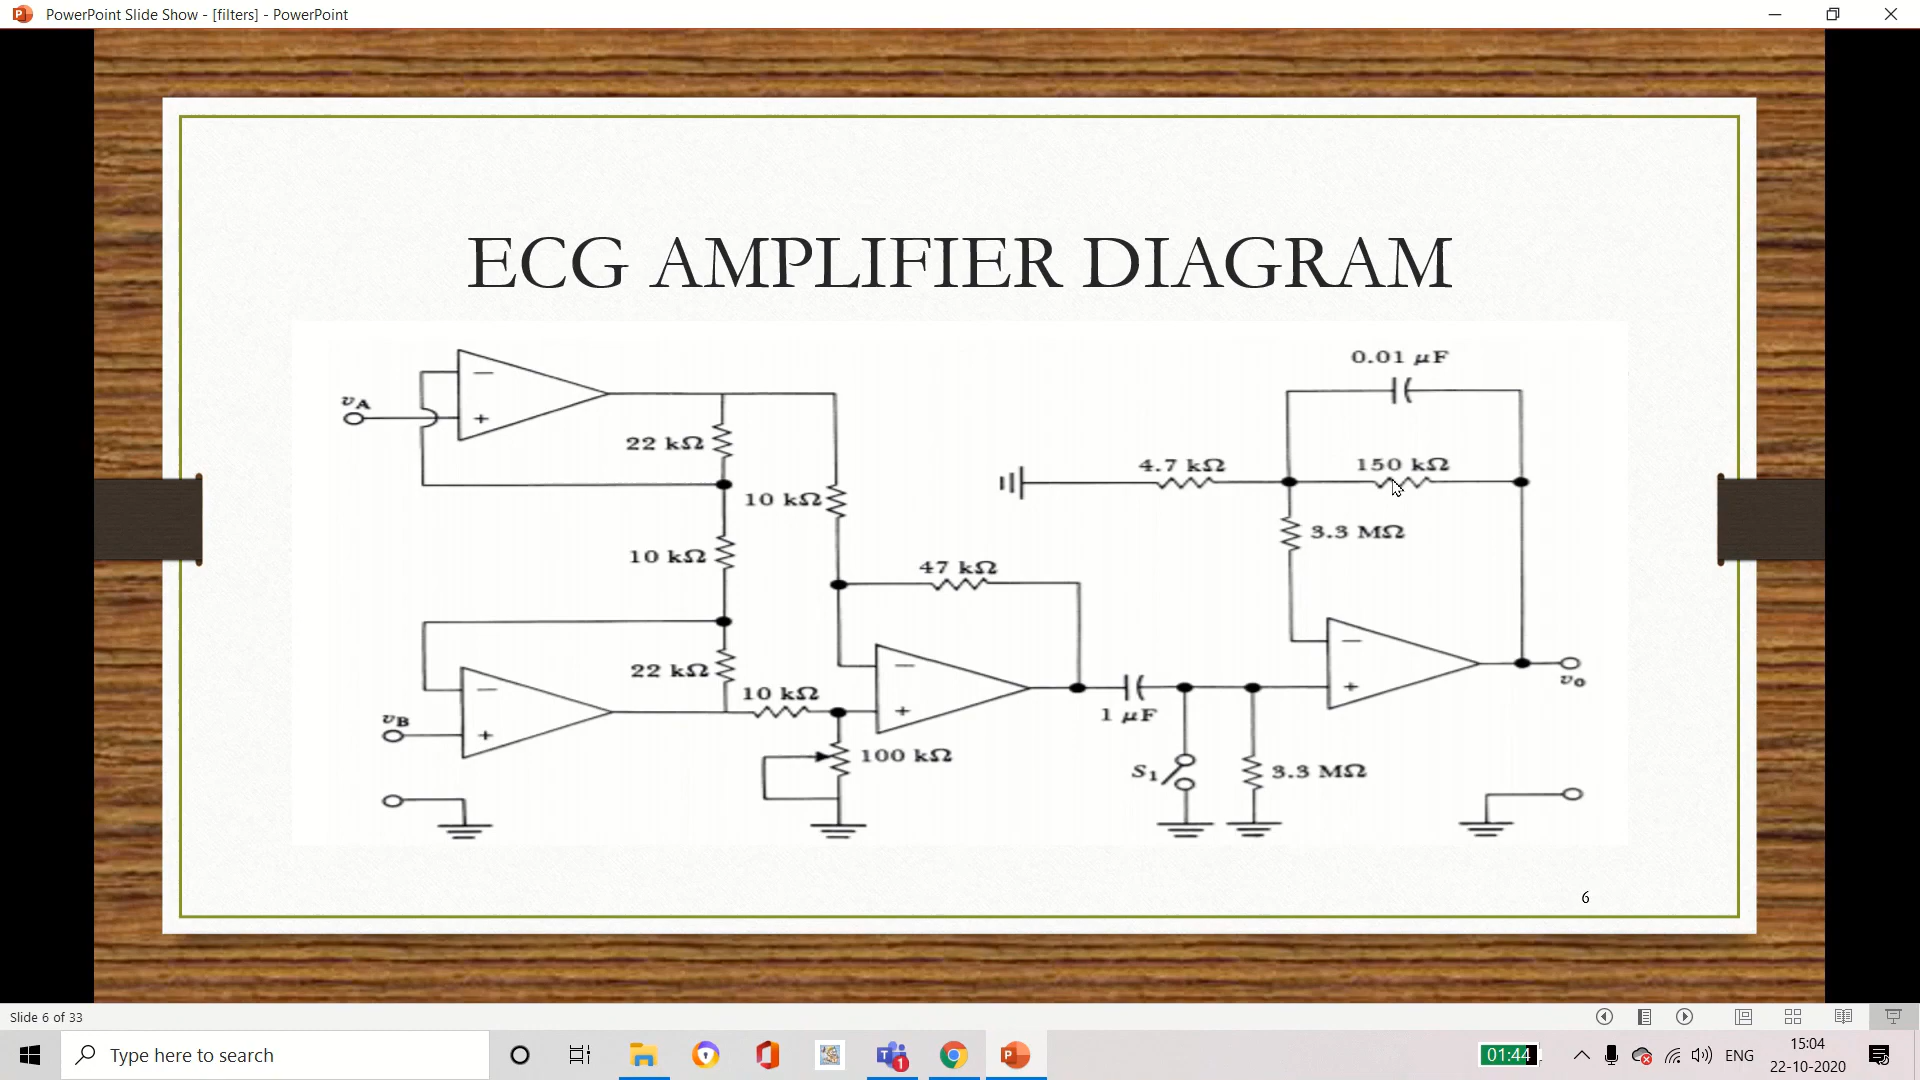 PowerPoint Slide Show - [filters] - PowerPoint
ECG AMPLIFIER DIAGRAM
0.01 μF
vA
− +
22 kΩ
4.7 kΩ
150 kΩ
10 kΩ
3.3 MΩ
10 kΩ
47 kΩ
22 kΩ
10 kΩ
− +
− +
− +
vo
vB
1 μF
100 kΩ
S1
3.3 MΩ
6
Slide 6 of 33
Type here to search
T
1
P
01:44
ENG
15:04
22-10-2020